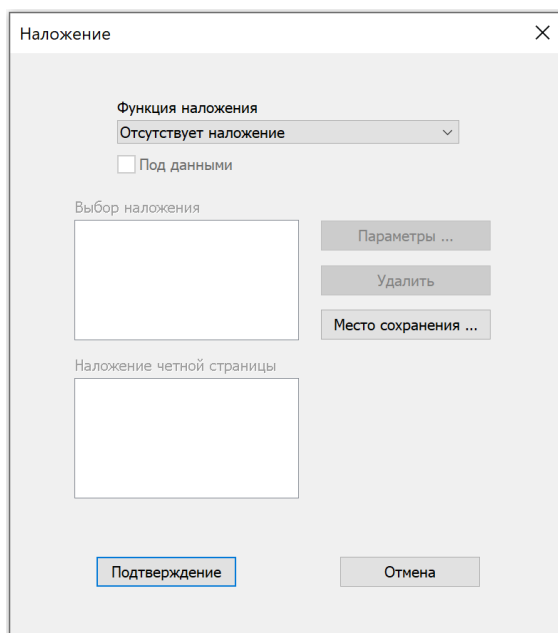 Наложение
Функция наложения
Отсутствует наложение
Под данными
Выбор наложения
Параметры ...
Удалить
Место сохранения ...
Наложение четной страницы
Подтверждение
Отмена